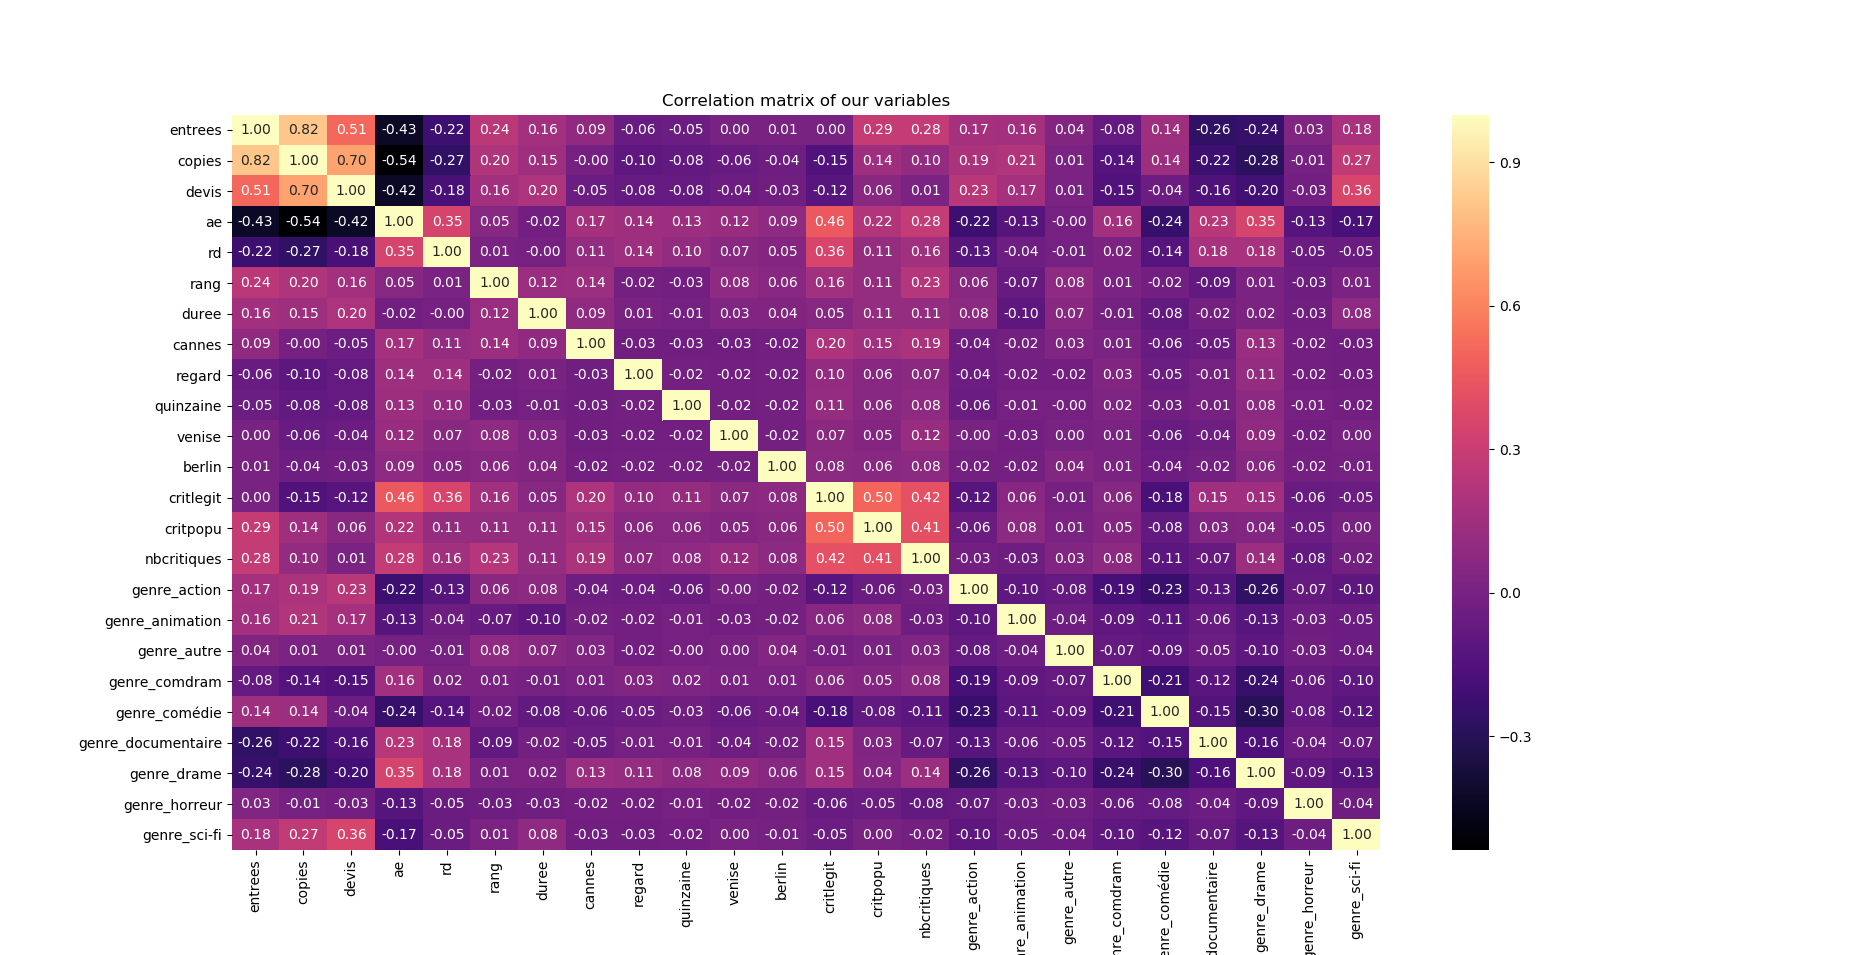 Correlation matrix of our variables
entrees 1.00 0.82 0.51 -0.43 -0.22 0.24 0.16 0.09 -0.06 -0.05 0.00 0.01 0.00 0.29 0.28 0.17 0.16 0.04 -0.08 0.14 -0.26 -0.24 0.03 0.18
copies 0.82 1.00 0.70 -0.54 -0.27 0.20 0.15 -0.00 -0.10 -0.08 -0.06 -0.04 -0.15 0.14 0.10 0.19 0.21 0.01 -0.14 0.14 -0.22 -0.28 -0.01 0.27
devis 0.51 0.70 1.00 -0.42 -0.18 0.16 0.20 -0.05 -0.08 -0.08 -0.04 -0.03 -0.12 0.06 0.01 0.23 0.17 0.01 -0.15 -0.04 -0.16 -0.20 -0.03 0.36
ae -0.43 -0.54 -0.42 1.00 0.35 0.05 -0.02 0.17 0.14 0.13 0.12 0.09 0.46 0.22 0.28 -0.22 -0.13 -0.00 0.16 -0.24 0.23 0.35 -0.13 -0.17
rd -0.22 -0.27 -0.18 0.35 1.00 0.01 -0.00 0.11 0.14 0.10 0.07 0.05 0.36 0.11 0.16 -0.13 -0.04 -0.01 0.02 -0.14 0.18 0.18 -0.05 -0.05
rang 0.24 0.20 0.16 0.05 0.01 1.00 0.12 0.14 -0.02 -0.03 0.08 0.06 0.16 0.11 0.23 0.06 -0.07 0.08 0.01 -0.02 -0.09 0.01 -0.03 0.01
duree 0.16 0.15 0.20 -0.02 -0.00 0.12 1.00 0.09 0.01 -0.01 0.03 0.04 0.05 0.11 0.11 0.08 -0.10 0.07 -0.01 -0.08 -0.02 0.02 -0.03 0.08
cannes 0.09 -0.00 -0.05 0.17 0.11 0.14 0.09 1.00 -0.03 -0.03 -0.03 -0.02 0.20 0.15 0.19 -0.04 -0.02 0.03 0.01 -0.06 -0.05 0.13 -0.02 -0.03
regard -0.06 -0.10 -0.08 0.14 0.14 -0.02 0.01 -0.03 1.00 -0.02 -0.02 -0.02 0.10 0.06 0.07 -0.04 -0.02 -0.02 0.03 -0.05 -0.01 0.11 -0.02 -0.03
quinzaine -0.05 -0.08 -0.08 0.13 0.10 -0.03 -0.01 -0.03 -0.02 1.00 -0.02 -0.02 0.11 0.06 0.08 -0.06 -0.01 -0.00 0.02 -0.03 -0.01 0.08 -0.01 -0.02
venise 0.00 -0.06 -0.04 0.12 0.07 0.08 0.03 -0.03 -0.02 -0.02 1.00 -0.02 0.07 0.05 0.12 -0.00 -0.03 0.00 0.01 -0.06 -0.04 0.09 -0.02 0.00
berlin 0.01 -0.04 -0.03 0.09 0.05 0.06 0.04 -0.02 -0.02 -0.02 -0.02 1.00 0.08 0.06 0.08 -0.02 -0.02 0.04 0.01 -0.04 -0.02 0.06 -0.02 -0.01
critlegit 0.00 -0.15 -0.12 0.46 0.36 0.16 0.05 0.20 0.10 0.11 0.07 0.08 1.00 0.50 0.42 -0.12 0.06 -0.01 0.06 -0.18 0.15 0.15 -0.06 -0.05
critpopu 0.29 0.14 0.06 0.22 0.11 0.11 0.11 0.15 0.06 0.06 0.05 0.06 0.50 1.00 0.41 -0.06 0.08 0.01 0.05 -0.08 0.03 0.04 -0.05 0.00
nbcritiques 0.28 0.10 0.01 0.28 0.16 0.23 0.11 0.19 0.07 0.08 0.12 0.08 0.42 0.41 1.00 -0.03 -0.03 0.03 0.08 -0.11 -0.07 0.14 -0.08 -0.02
genre_action 0.17 0.19 0.23 -0.22 -0.13 0.06 0.08 -0.04 -0.04 -0.06 -0.00 -0.02 -0.12 -0.06 -0.03 1.00 -0.10 -0.08 -0.19 -0.23 -0.13 -0.26 -0.07 -0.10
genre_animation 0.16 0.21 0.17 -0.13 -0.04 -0.07 -0.10 -0.02 -0.02 -0.01 -0.03 -0.02 0.06 0.08 -0.03 -0.10 1.00 -0.04 -0.09 -0.11 -0.06 -0.13 -0.03 -0.05
genre_autre 0.04 0.01 0.01 -0.00 -0.01 0.08 0.07 0.03 -0.02 -0.00 0.00 0.04 -0.01 0.01 0.03 -0.08 -0.04 1.00 -0.07 -0.09 -0.05 -0.10 -0.03 -0.04
genre_comdram -0.08 -0.14 -0.15 0.16 0.02 0.01 -0.01 0.01 0.03 0.02 0.01 0.01 0.06 0.05 0.08 -0.19 -0.09 -0.07 1.00 -0.21 -0.12 -0.24 -0.06 -0.10
genre_comédie 0.14 0.14 -0.04 -0.24 -0.14 -0.02 -0.08 -0.06 -0.05 -0.03 -0.06 -0.04 -0.18 -0.08 -0.11 -0.23 -0.11 -0.09 -0.21 1.00 -0.15 -0.30 -0.08 -0.12
genre_documentaire -0.26 -0.22 -0.16 0.23 0.18 -0.09 -0.02 -0.05 -0.01 -0.01 -0.04 -0.02 0.15 0.03 -0.07 -0.13 -0.06 -0.05 -0.12 -0.15 1.00 -0.16 -0.04 -0.07
genre_drame -0.24 -0.28 -0.20 0.35 0.18 0.01 0.02 0.13 0.11 0.08 0.09 0.06 0.15 0.04 0.14 -0.26 -0.13 -0.10 -0.24 -0.30 -0.16 1.00 -0.09 -0.13
genre_horreur 0.03 -0.01 -0.03 -0.13 -0.05 -0.03 -0.03 -0.02 -0.02 -0.01 -0.02 -0.02 -0.06 -0.05 -0.08 -0.07 -0.03 -0.03 -0.06 -0.08 -0.04 -0.09 1.00 -0.04
genre_sci-fi 0.18 0.27 0.36 -0.17 -0.05 0.01 0.08 -0.03 -0.03 -0.02 0.00 -0.01 -0.05 0.00 -0.02 -0.10 -0.05 -0.04 -0.10 -0.12 -0.07 -0.13 -0.04 1.00
entrees
copies
devis
ae
rd
rang
duree
cannes
regard
quinzaine
venise
berlin
critlegit
critpopu
nbcritiques
genre_action
re_animation
genre_autre
re_comdram
enre_comédie
documentaire
genre_drame
genre_horreur
genre_sci-fi
0.9
0.6
0.3
0.0
−0.3